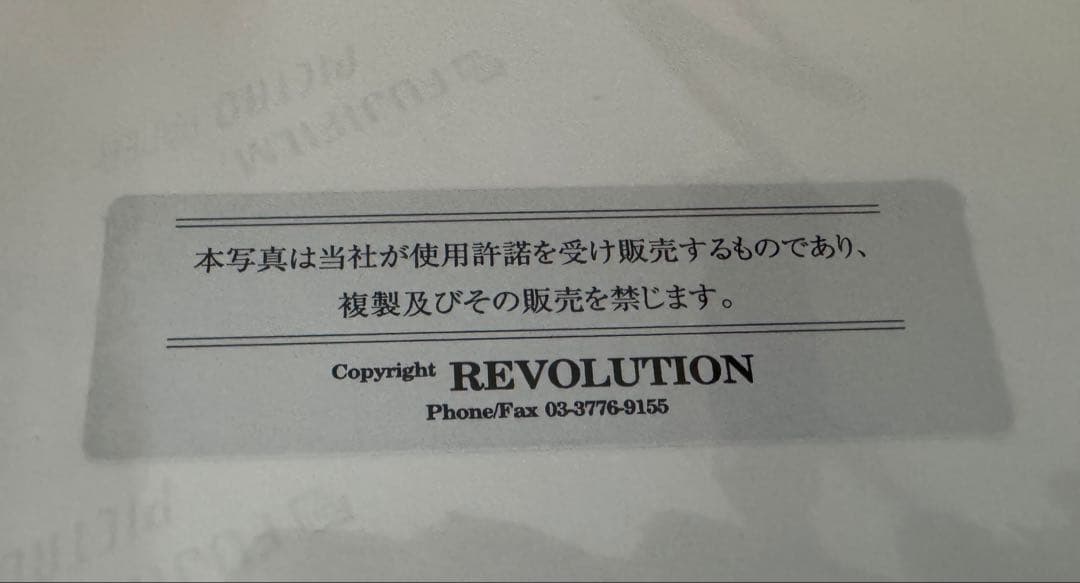 本写真は当社が使用許諾を受け販売するものであり、
複製及びその販売を禁じます。
Copyright REVOLUTION
Phone/Fax 03-3776-9155